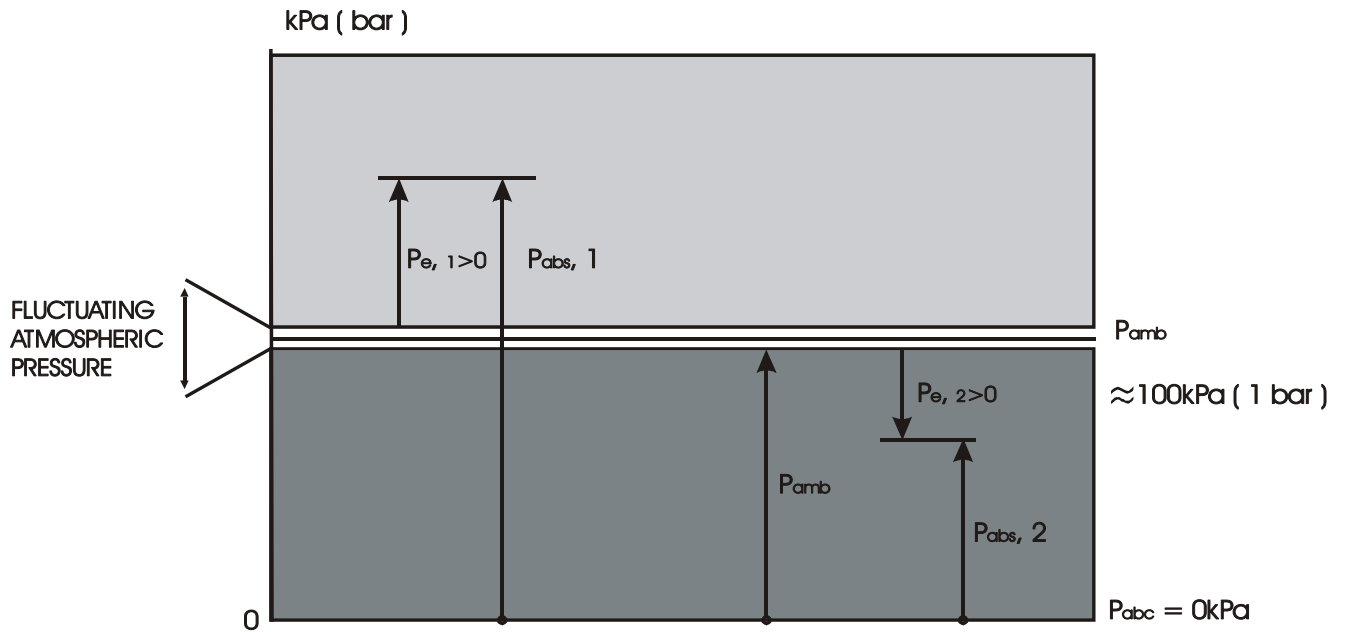 kPa ( bar )
Pe, 1>0
Pabs, 1
FLUCTUATING
ATMOSPHERIC
PRESSURE
Pamb
≈100kPa ( 1 bar )
Pe, 2>0
Pamb
Pabs, 2
0
Pabc = 0kPa